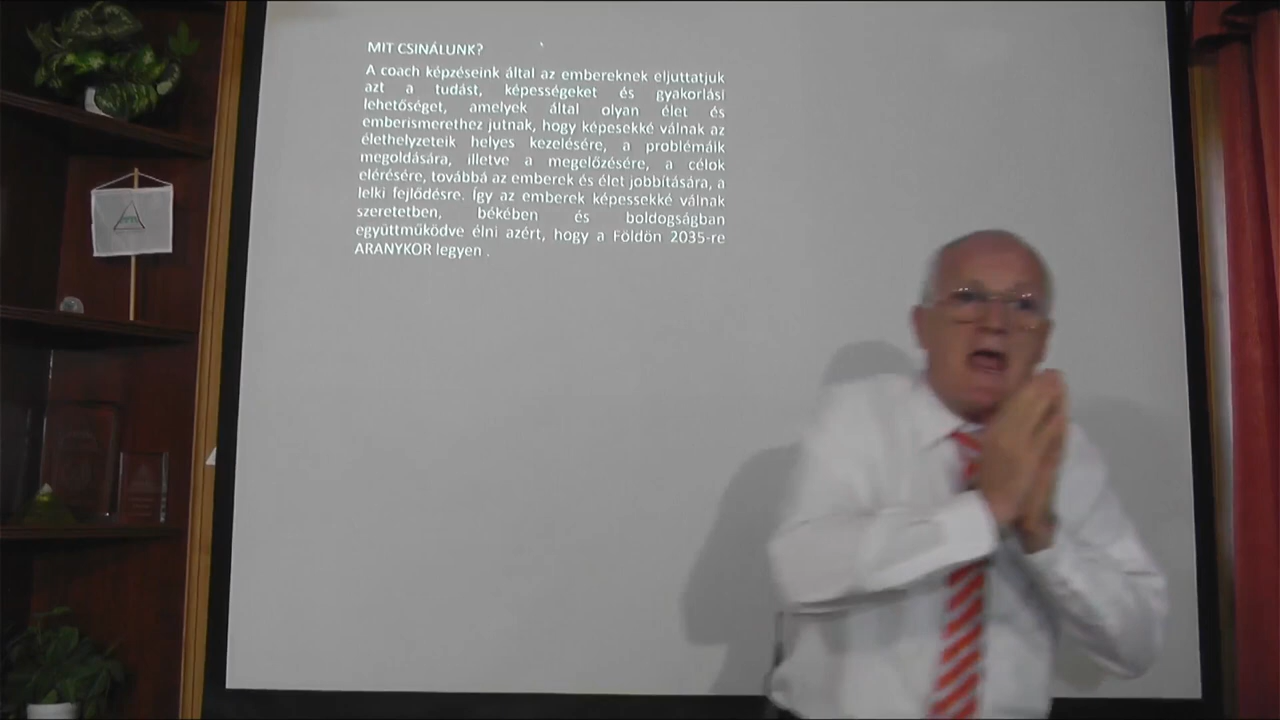 MIT CSINÁLUNK?
A coach képzéseink által az embereknek eljuttatjuk
azt a tudást, képességeket és gyakorlási
lehetőséget, amelyek által olyan élet és
emberismerethez jutnak, hogy képesekké válnak az
élethelyzeteik helyes kezelésére, a problémáik
megoldására, illetve a megelőzésére, a célok
elérésére, továbbá az emberek és élet jobbítására, a
lelki fejlődésre. Így az emberek képessekké válnak
szeretetben, békében és boldogságban
együttműködve élni azért, hogy a Földön 2035-re
ARANYKOR legyen .